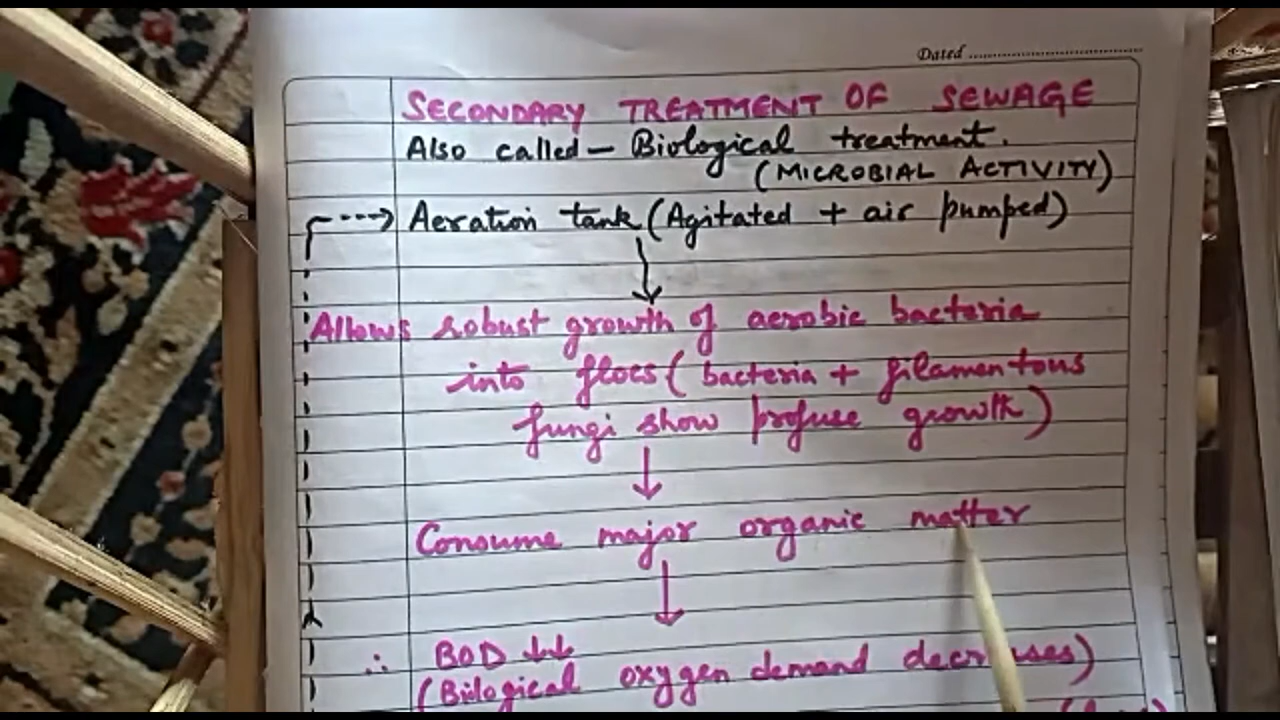 Dated
SECONDARY TREATMENT OF SEWAGE
Also called – Biological treatment.
(MICROBIAL ACTIVITY)
Aeration tank (Agitated + air pumped)
Allows robust growth of aerobic bacteria
into flocs ( bacteria + filamentous
fungi show profuse growth)
Consume major organic matter
∴ BOD ↓↓
(Biological oxygen demand decreases)